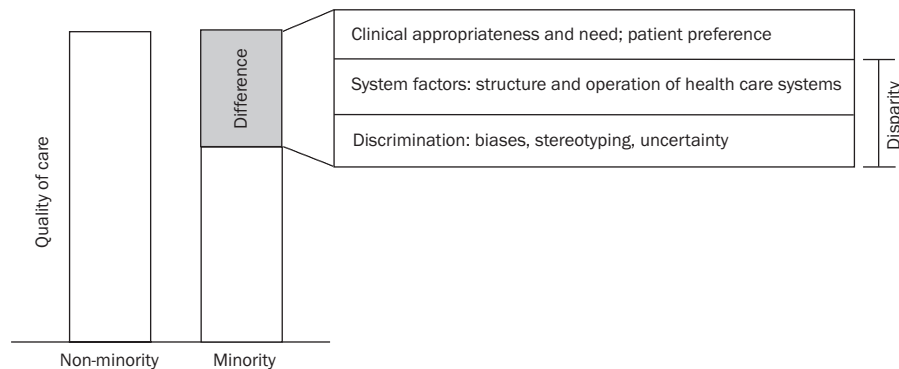 Quality of care
Difference
Clinical appropriateness and need; patient preference
System factors: structure and operation of health care systems
Discrimination: biases, stereotyping, uncertainty
Disparity
Non-minority
Minority